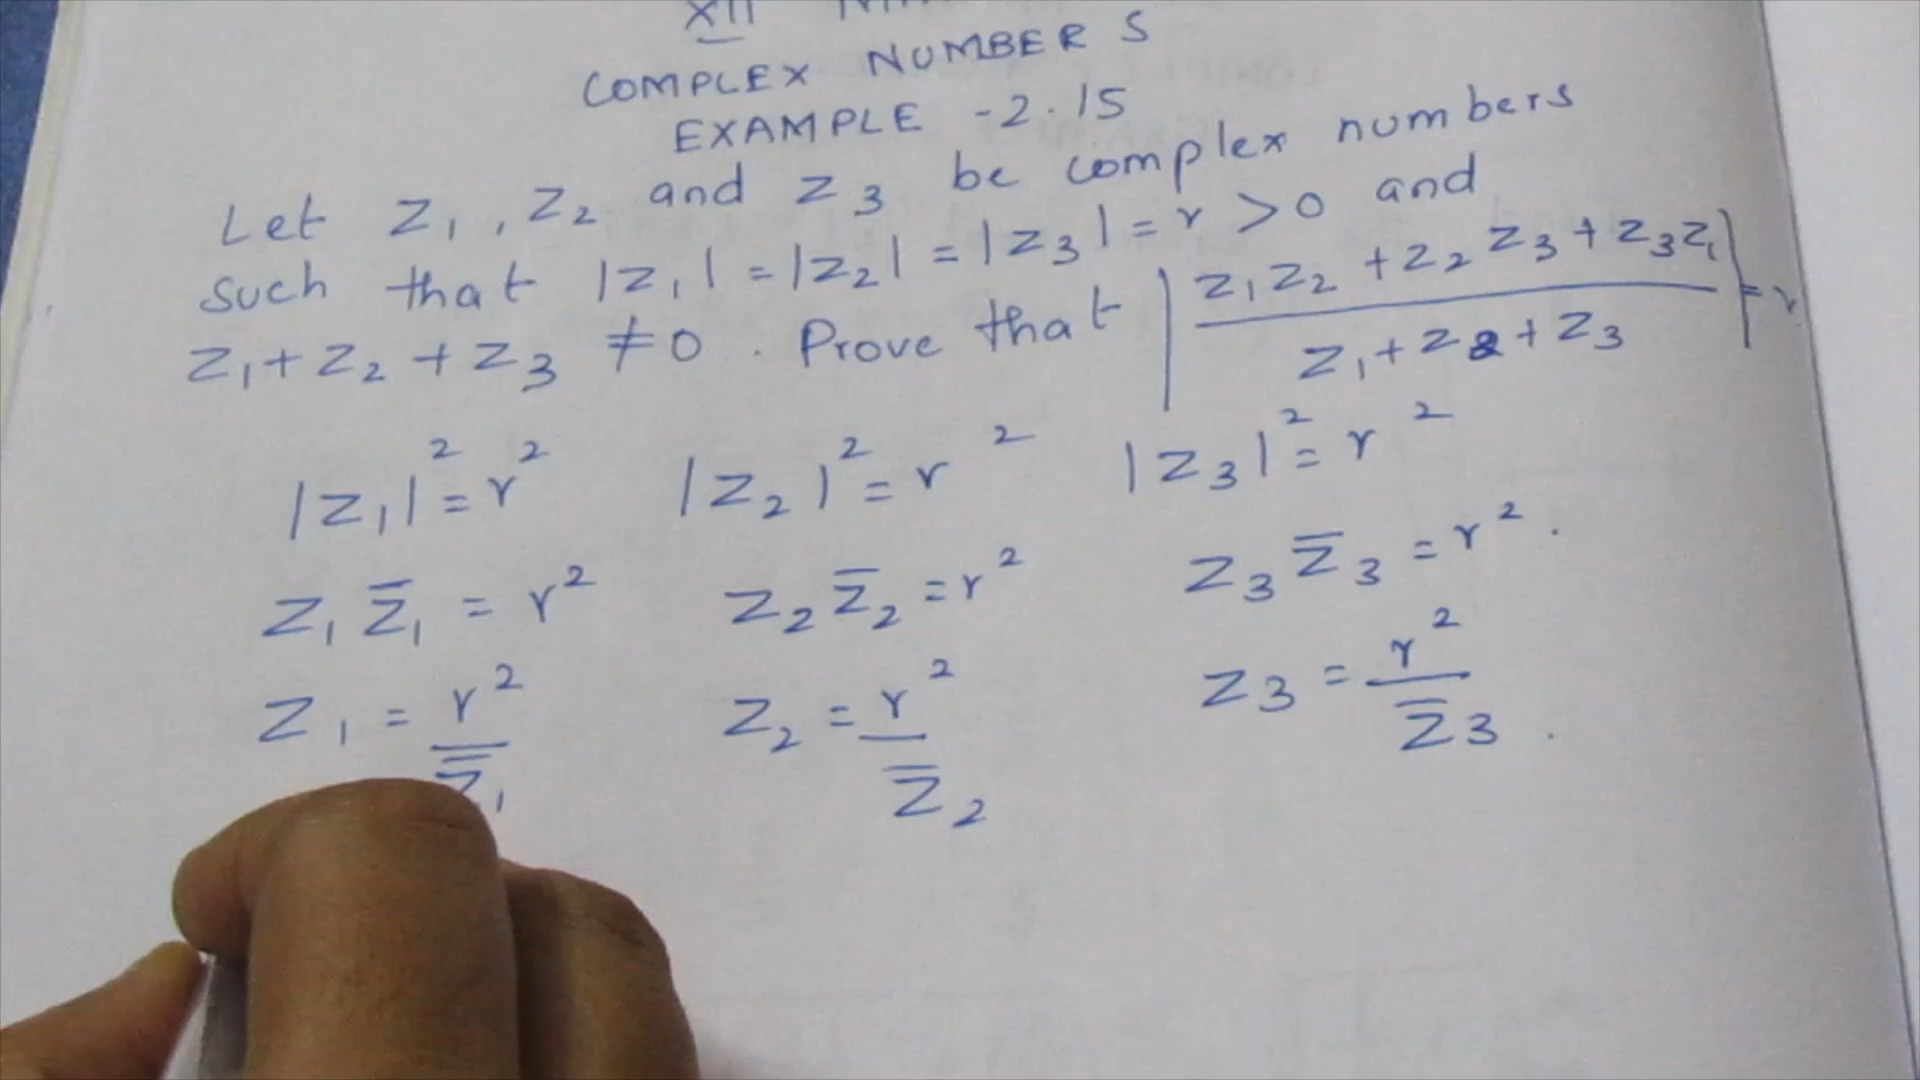 XII
COMPLEX NUMBERS
EXAMPLE -2.15
Let z₁, z₂ and z₃ be complex numbers
such that |z₁| = |z₂| = |z₃| = r > 0 and
z₁ + z₂ + z₃ ≠ 0. Prove that |(z₁z₂ + z₂z₃ + z₃z₁)/(z₁ + z₂ + z₃)| = r
|z₁|² = r² |z₂|² = r² |z₃|² = r²
z₁ z̄₁ = r² z₂ z̄₂ = r² z₃ z̄₃ = r².
z₁ = r²/z̄₁ z₂ = r²/z̄₂ z₃ = r²/z̄₃.